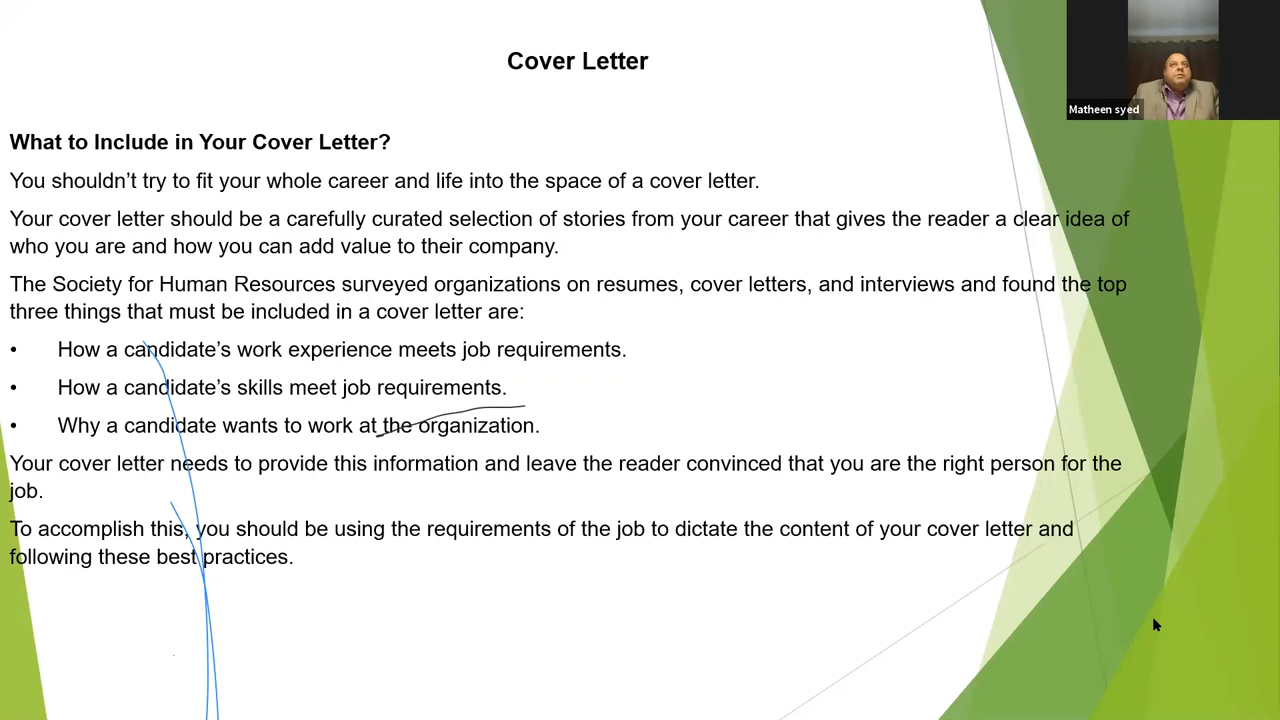 Cover Letter
Matheen syed
What to Include in Your Cover Letter?
You shouldn’t try to fit your whole career and life into the space of a cover letter.
Your cover letter should be a carefully curated selection of stories from your career that gives the reader a clear idea of
who you are and how you can add value to their company.
The Society for Human Resources surveyed organizations on resumes, cover letters, and interviews and found the top
three things that must be included in a cover letter are:
• How a candidate’s work experience meets job requirements.
• How a candidate’s skills meet job requirements.
• Why a candidate wants to work at the organization.
Your cover letter needs to provide this information and leave the reader convinced that you are the right person for the
job.
To accomplish this, you should be using the requirements of the job to dictate the content of your cover letter and
following these best practices.